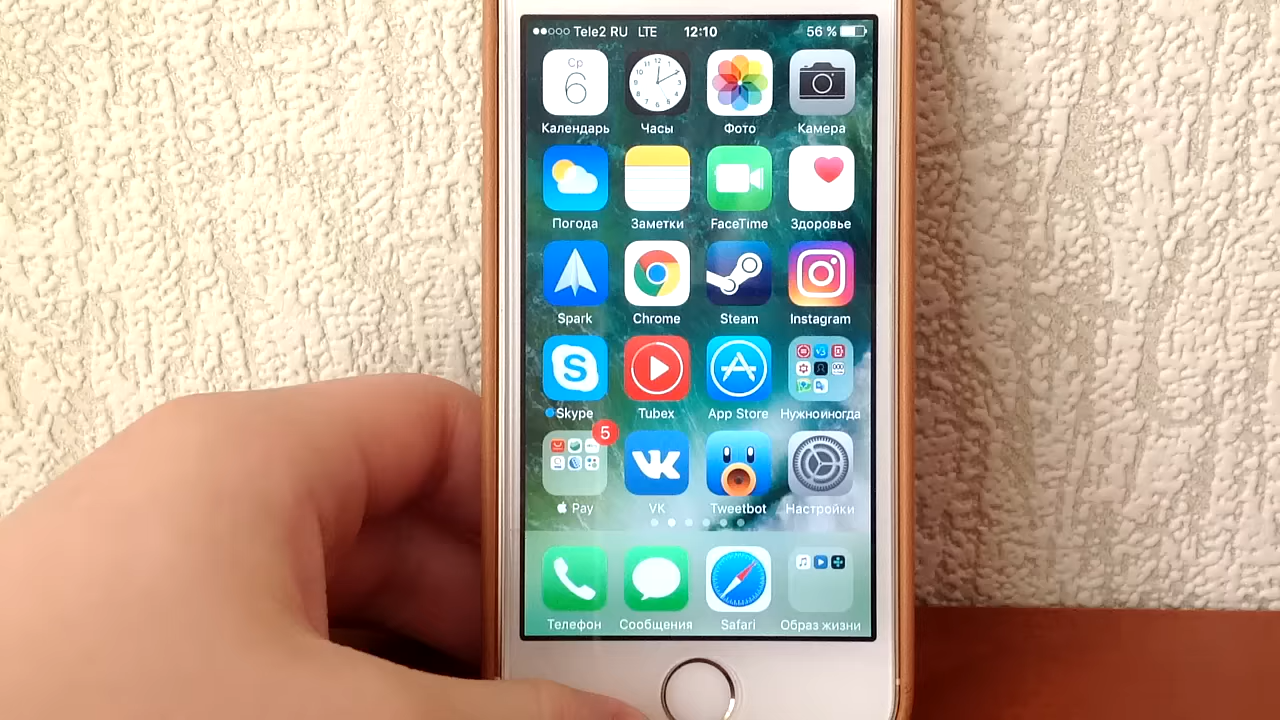 Tele2 RU LTE 12:10 56 %
Ср
6
Календарь Часы Фото Камера
Погода Заметки FaceTime Здоровье
Spark Chrome Steam Instagram
Skype Tubex App Store Нужноиногда
5
Pay VK Tweetbot Настройки
Телефон Сообщения Safari Образ жизни